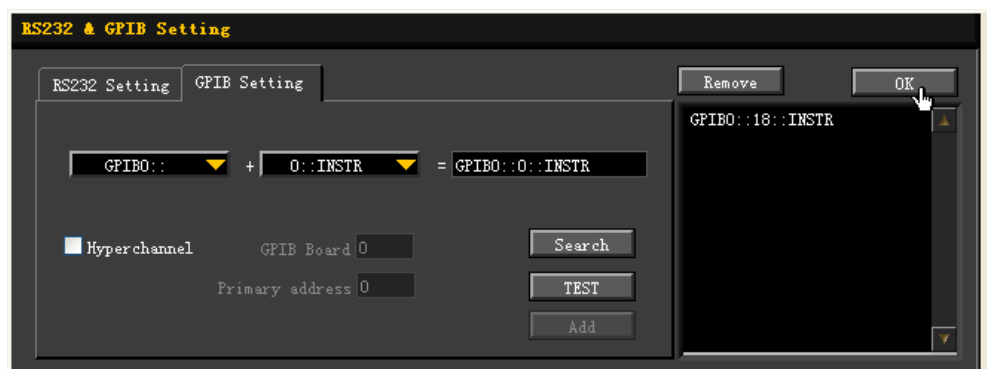 RS232 & GPIB Setting
RS232 Setting GPIB Setting
Remove OK
GPIB0::18::INSTR
GPIB0:: + 0::INSTR = GPIB0::0::INSTR
Hyperchannel GPIB Board 0 Search
Primary address 0 TEST
Add